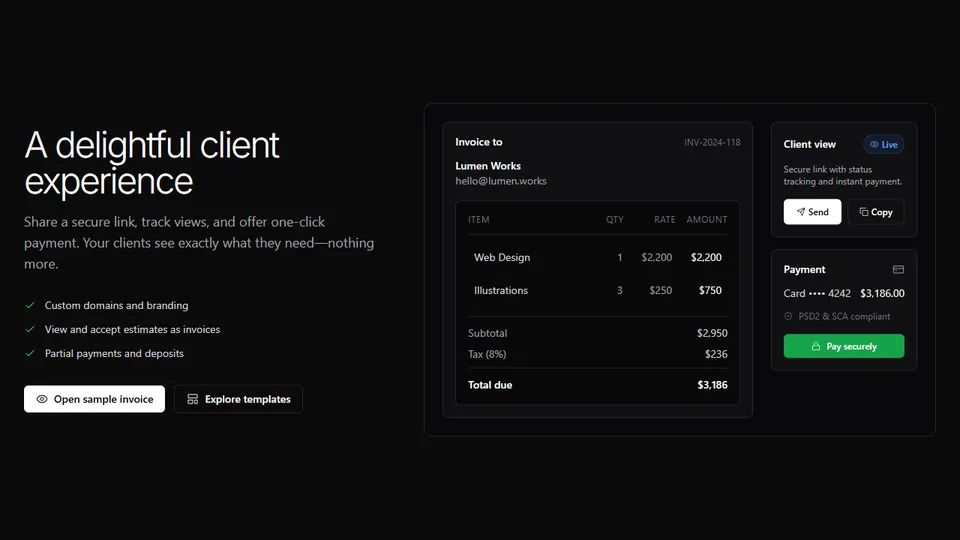 A delightful client
experience
Share a secure link, track views, and offer one-click
payment. Your clients see exactly what they need—nothing
more.
Custom domains and branding
View and accept estimates as invoices
Partial payments and deposits
Open sample invoice
Explore templates
Invoice to
INV-2024-118
Lumen Works
hello@lumen.works
ITEM QTY RATE AMOUNT
Web Design 1 $2,200 $2,200
Illustrations 3 $250 $750
Subtotal $2,950
Tax (8%) $236
Total due $3,186
Client view
Live
Secure link with status
tracking and instant payment.
Send
Copy
Payment
Card •••• 4242 $3,186.00
PSD2 & SCA compliant
Pay securely